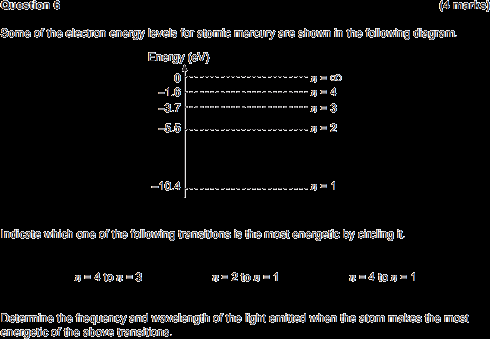 Question 6 (4 marks)
Some of the electron energy levels for atomic mercury are shown in the following diagram.
Energy (eV)
0 n = ∞
–1.6 n = 4
–3.7 n = 3
–5.5 n = 2
–10.4 n = 1
Indicate which one of the following transitions is the most energetic by circling it.
n = 4 to n = 3 n = 2 to n = 1 n = 4 to n = 1
Determine the frequency and wavelength of the light emitted when the atom makes the most
energetic of the above transitions.